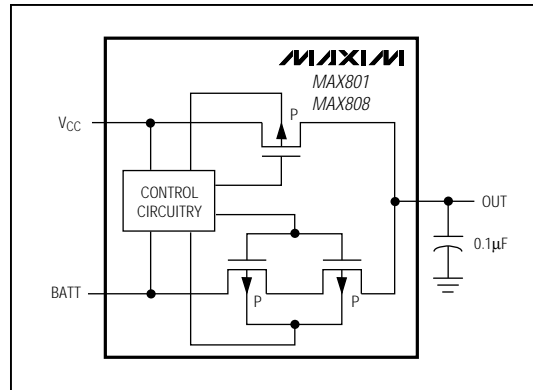 MAXIM
MAX801
MAX808
P
VCC
CONTROL
CIRCUITRY
OUT
0.1µF
BATT
P
P